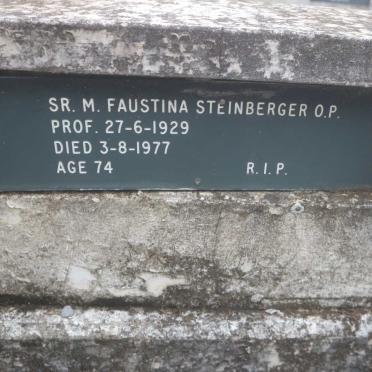 SR. M. FAUSTINA STEINBERGER O.P.
PROF. 27-6-1929
DIED 3-8-1977
AGE 74 R.I.P.